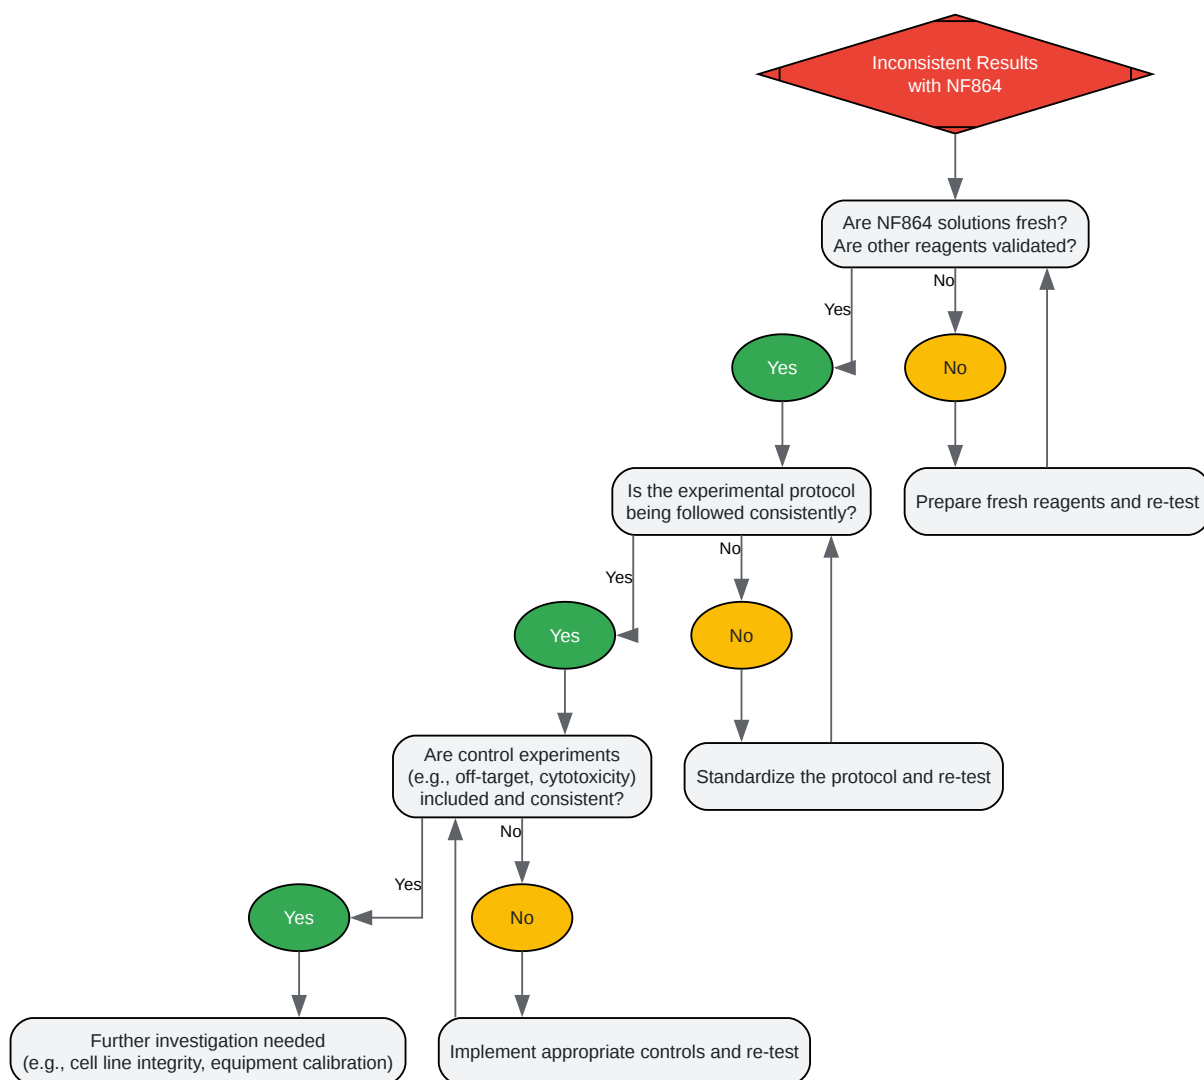 Inconsistent Results
with NF864
Are NF864 solutions fresh?
Are other reagents validated?
No
Yes
Yes
No
Is the experimental protocol
being followed consistently?
Prepare fresh reagents and re-test
No
Yes
Yes
No
Are control experiments
(e.g., off-target, cytotoxicity)
included and consistent?
Standardize the protocol and re-test
No
Yes
Yes
No
Further investigation needed
(e.g., cell line integrity, equipment calibration)
Implement appropriate controls and re-test